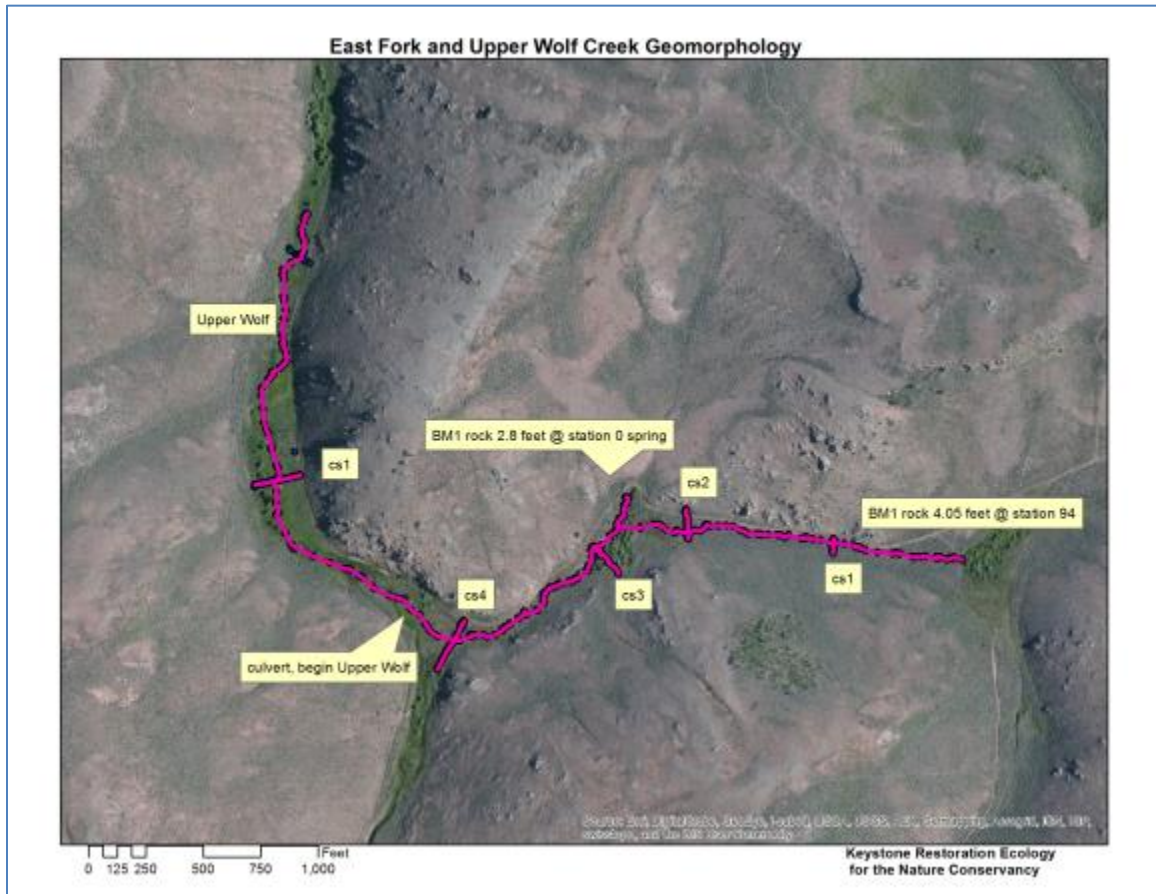 East Fork and Upper Wolf Creek Geomorphology
Upper Wolf
BM1 rock 2.8 feet @ station 0 spring
cs2
cs1
BM1 rock 4.05 feet @ station 94
cs4
cs3
cs1
culvert, begin Upper Wolf
Feet
0 125 250 500 750 1,000
Keystone Restoration Ecology
for the Nature Conservancy